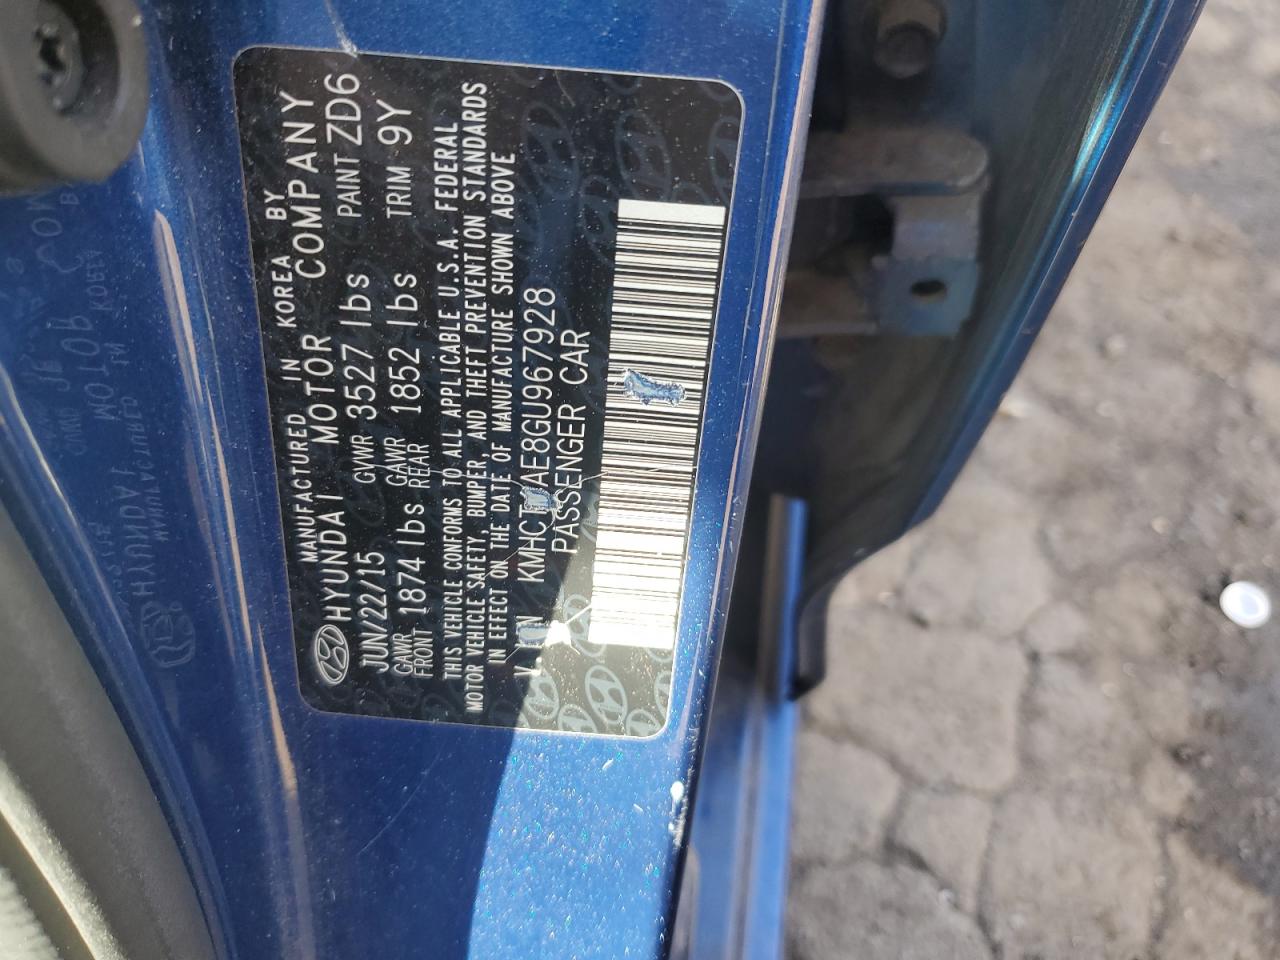 MANUFACTURED IN KOREA BY
HYUNDAI MOTOR COMPANY
JUN/22/15 GVWR 3527 lbs PAINT ZD6
GAWR FRONT 1874 lbs GAWR REAR 1852 lbs TRIM 9Y
THIS VEHICLE CONFORMS TO ALL APPLICABLE U.S.A. FEDERAL
MOTOR VEHICLE SAFETY, BUMPER, AND THEFT PREVENTION STANDARDS
IN EFFECT ON THE DATE OF MANUFACTURE SHOWN ABOVE
KMHCT AE8GU967928
PASSENGER CAR